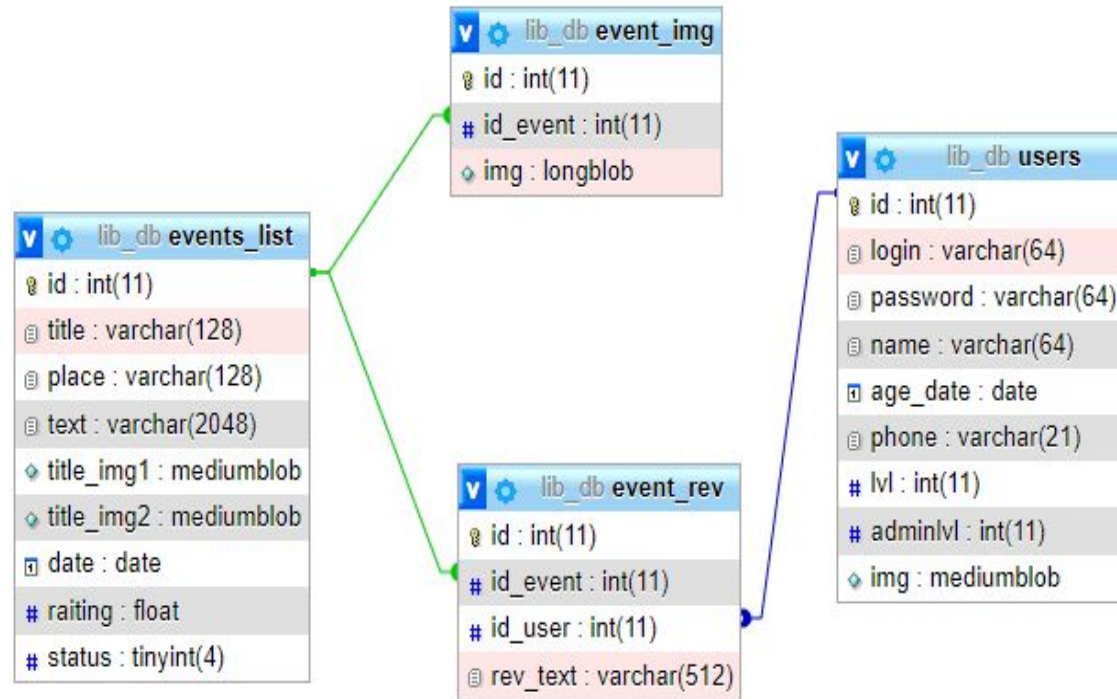 lib_db event_img
id : int(11)
# id_event : int(11)
img : longblob
lib_db users
id : int(11)
login : varchar(64)
password : varchar(64)
name : varchar(64)
age_date : date
phone : varchar(21)
# lvl : int(11)
# adminlvl : int(11)
img : mediumblob
lib_db events_list
id : int(11)
title : varchar(128)
place : varchar(128)
text : varchar(2048)
title_img1 : mediumblob
title_img2 : mediumblob
date : date
# raiting : float
# status : tinyint(4)
lib_db event_rev
id : int(11)
# id_event : int(11)
# id_user : int(11)
rev_text : varchar(512)